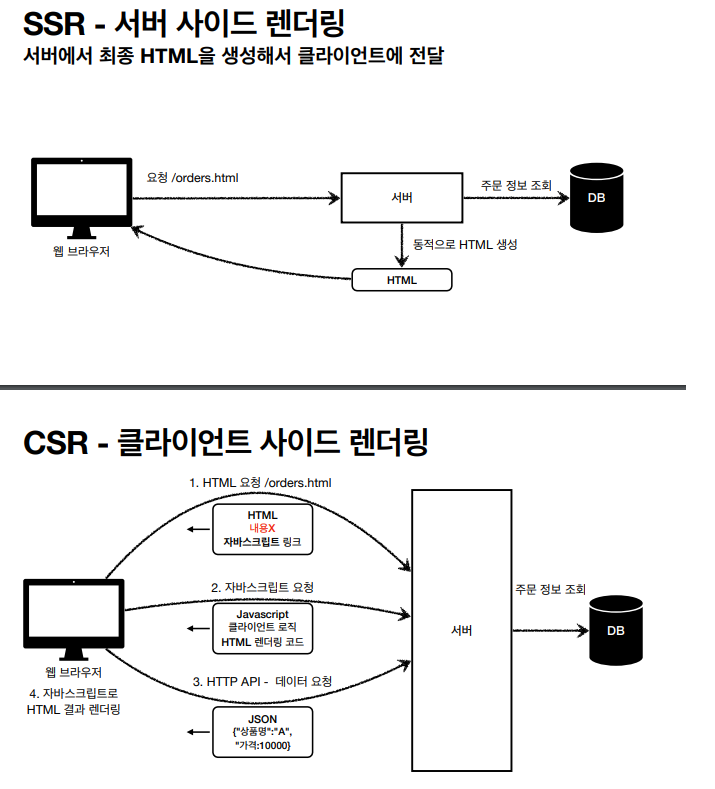 SSR - 서버 사이드 렌더링
서버에서 최종 HTML을 생성해서 클라이언트에 전달
요청 /orders.html
서버
주문 정보 조회
DB
웹 브라우저
동적으로 HTML 생성
HTML
CSR - 클라이언트 사이드 렌더링
1. HTML 요청 /orders.html
HTML
내용X
자바스크립트 링크
2. 자바스크립트 요청
Javascript
클라이언트 로직
HTML 렌더링 코드
서버
주문 정보 조회
DB
웹 브라우저
4. 자바스크립트로
HTML 결과 렌더링
3. HTTP API - 데이터 요청
JSON
{"상품명":"A",
"가격:10000}